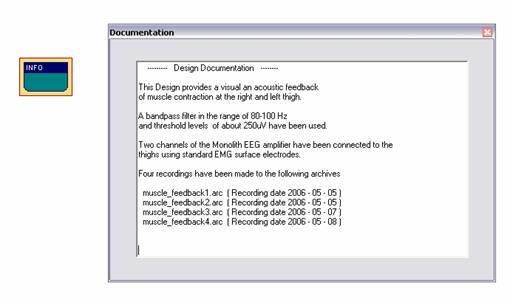 Documentation
INFO
--------- Design Documentation -------
This Design provides a visual an acoustic feedback
of muscle contraction at the right and left thigh.
A bandpass filter in the range of 80-100 Hz
and threshold levels of about 250uV have been used.
Two channels of the Monolith EEG amplifier have been connected to the
thighs using standard EMG surface electrodes.
Four recordings have been made to the following archives
muscle_feedback1.arc ( Recording date 2006 - 05 - 05 )
muscle_feedback2.arc ( Recording date 2006 - 05 - 05 )
muscle_feedback3.arc ( Recording date 2006 - 05 - 07 )
muscle_feedback4.arc ( Recording date 2006 - 05 - 08 )